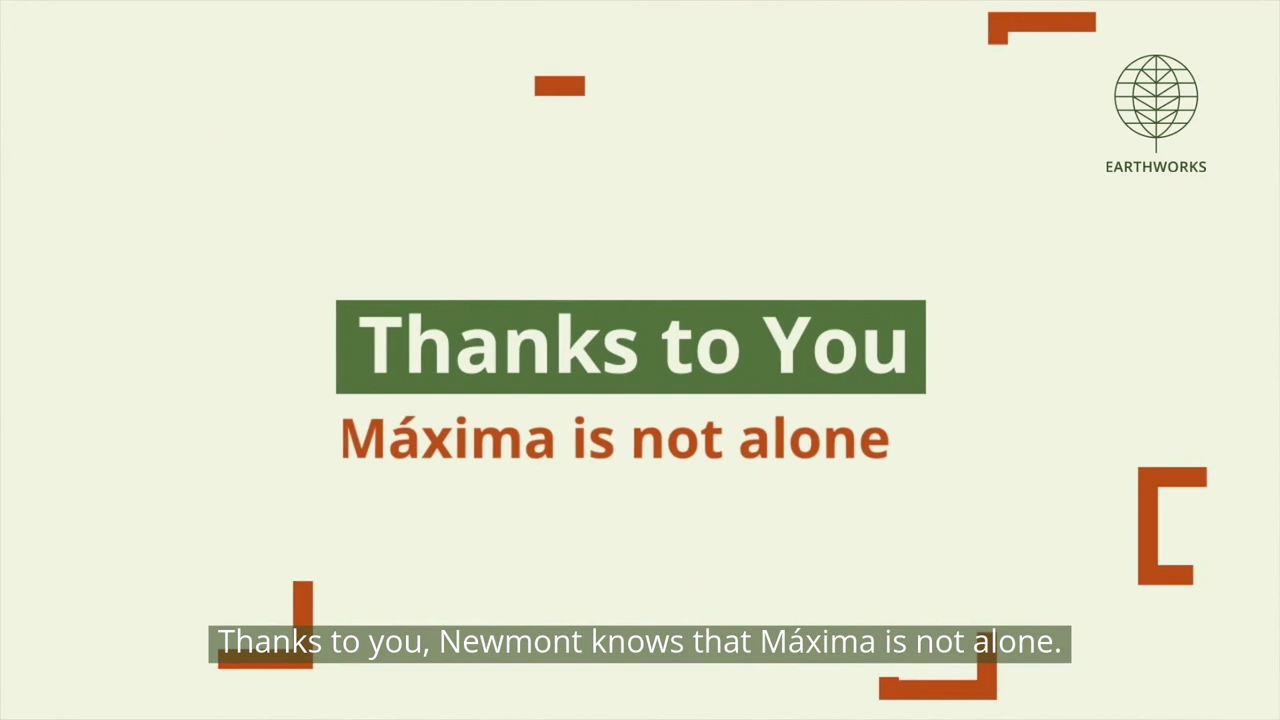 EARTHWORKS
Thanks to You
Máxima is not alone
Thanks to you, Newmont knows that Máxima is not alone.